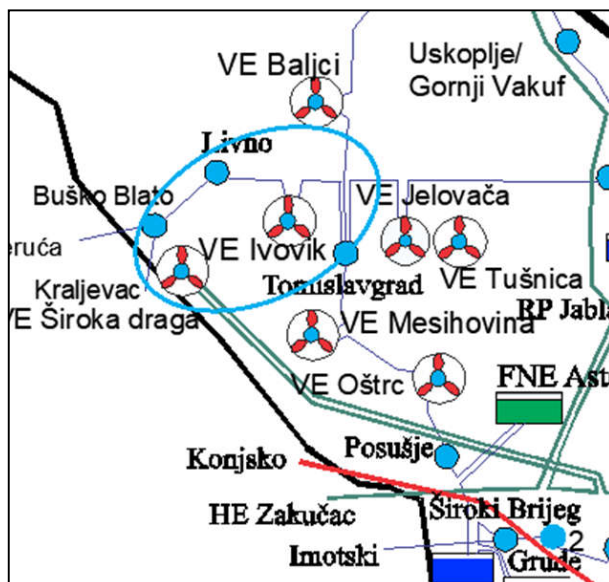 VE Baljci
Uskoplje/
Gornji Vakuf
Livno
Buško Blato
VE Jelovača
VE Ivovik
Tomislavgrad
VE Tušnica
Kraljevac
VE Široka draga
VE Mesihovina
VE Oštrc
Posušje
Konjsko
HE Zakučac
Široki Brijeg
2
Imotski
Grude